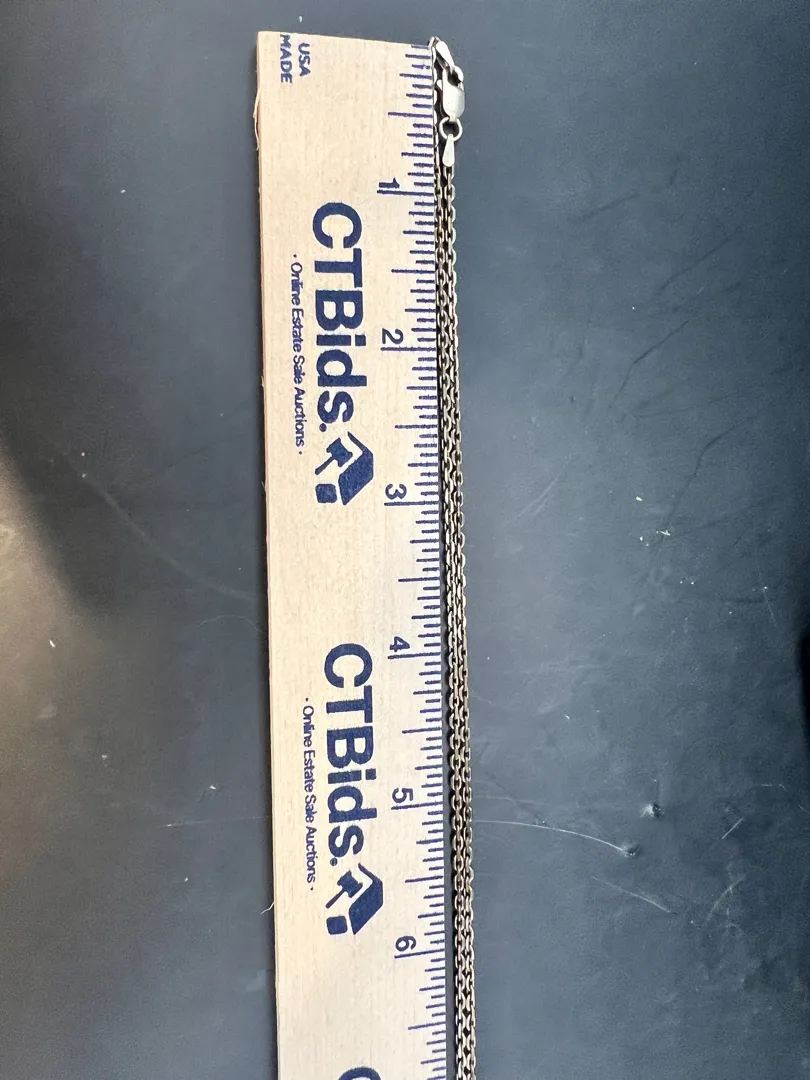 USA
MADE
1
CTBids.
· Online Estate Sale Auctions ·
2
3
4
CTBids.
· Online Estate Sale Auctions ·
5
6